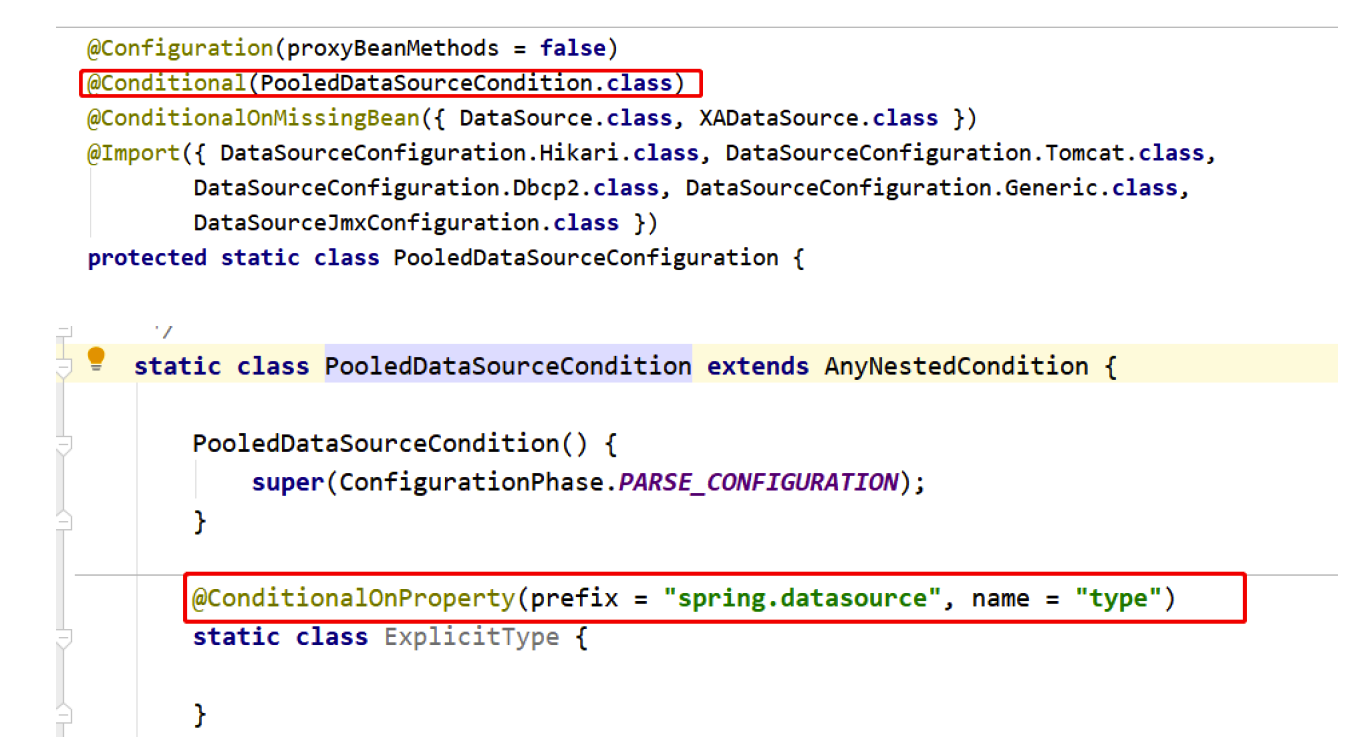 @Configuration(proxyBeanMethods = false)
@Conditional(PooledDataSourceCondition.class)
@ConditionalOnMissingBean({ DataSource.class, XADataSource.class })
@Import({ DataSourceConfiguration.Hikari.class, DataSourceConfiguration.Tomcat.class,
DataSourceConfiguration.Dbcp2.class, DataSourceConfiguration.Generic.class,
DataSourceJmxConfiguration.class })
protected static class PooledDataSourceConfiguration {
*/
static class PooledDataSourceCondition extends AnyNestedCondition {
PooledDataSourceCondition() {
super(ConfigurationPhase.PARSE_CONFIGURATION);
}
@ConditionalOnProperty(prefix = "spring.datasource", name = "type")
static class ExplicitType {
}